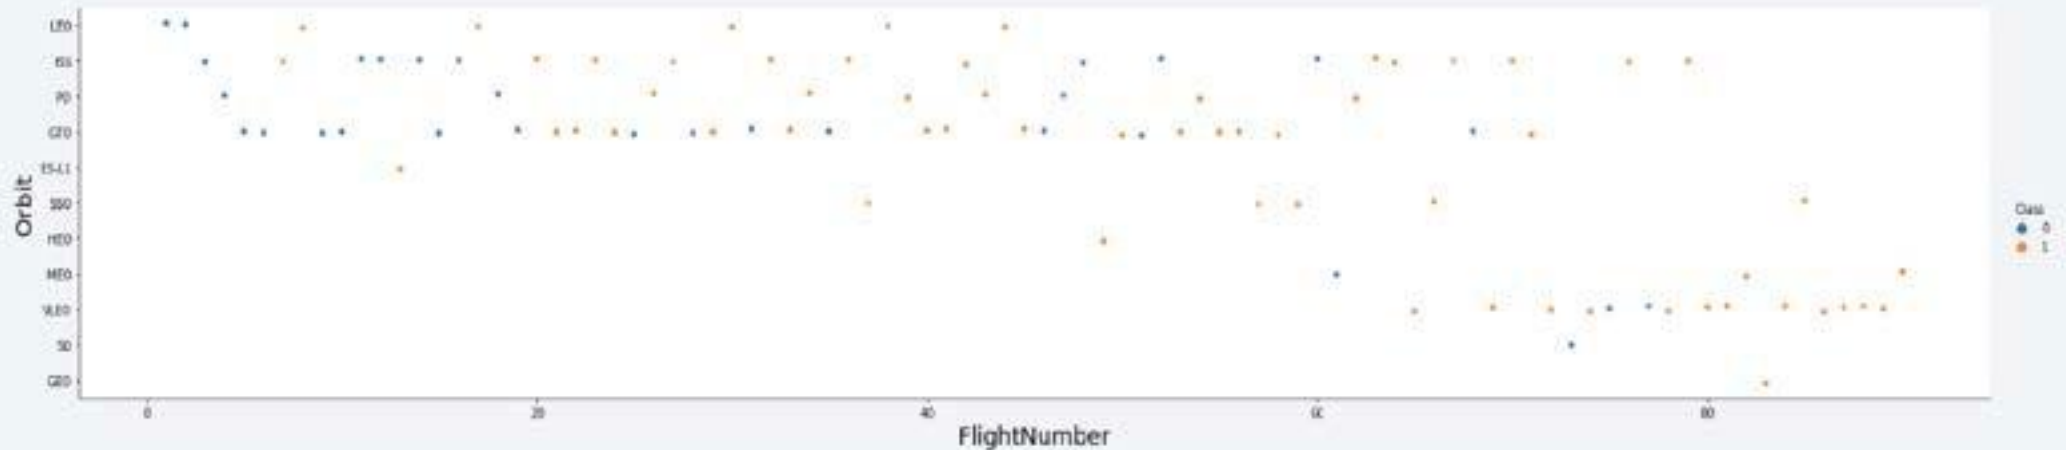 LEO
ISS
PO
GTO
ES-L1
SSO
HEO
MEO
VLEO
SO
GEO
Orbit
0
20
40
60
80
FlightNumber
Class
0
1